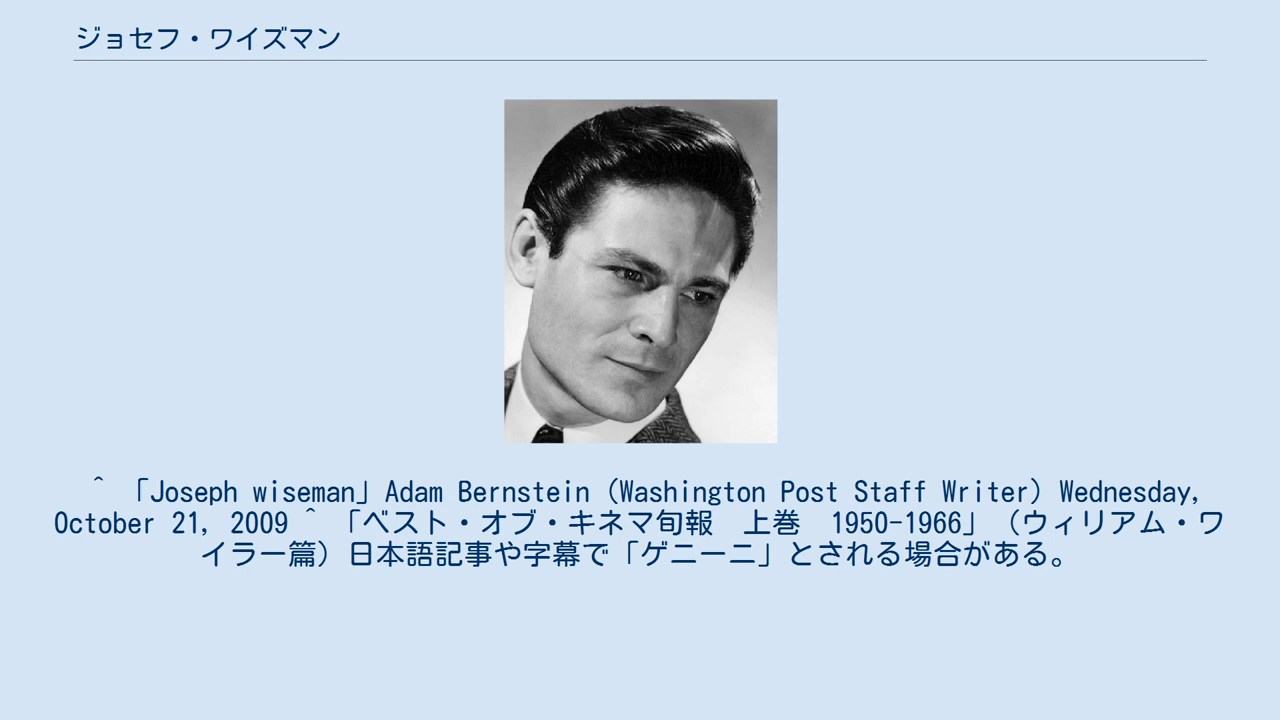 ジョセフ・ワイズマン
^ 「Joseph wiseman」Adam Bernstein (Washington Post Staff Writer) Wednesday,
October 21, 2009 ^ 「ベスト・オブ・キネマ旬報　上巻　1950-1966」（ウィリアム・ワ
イラー篇）日本語記事や字幕で「ゲニーニ」とされる場合がある。